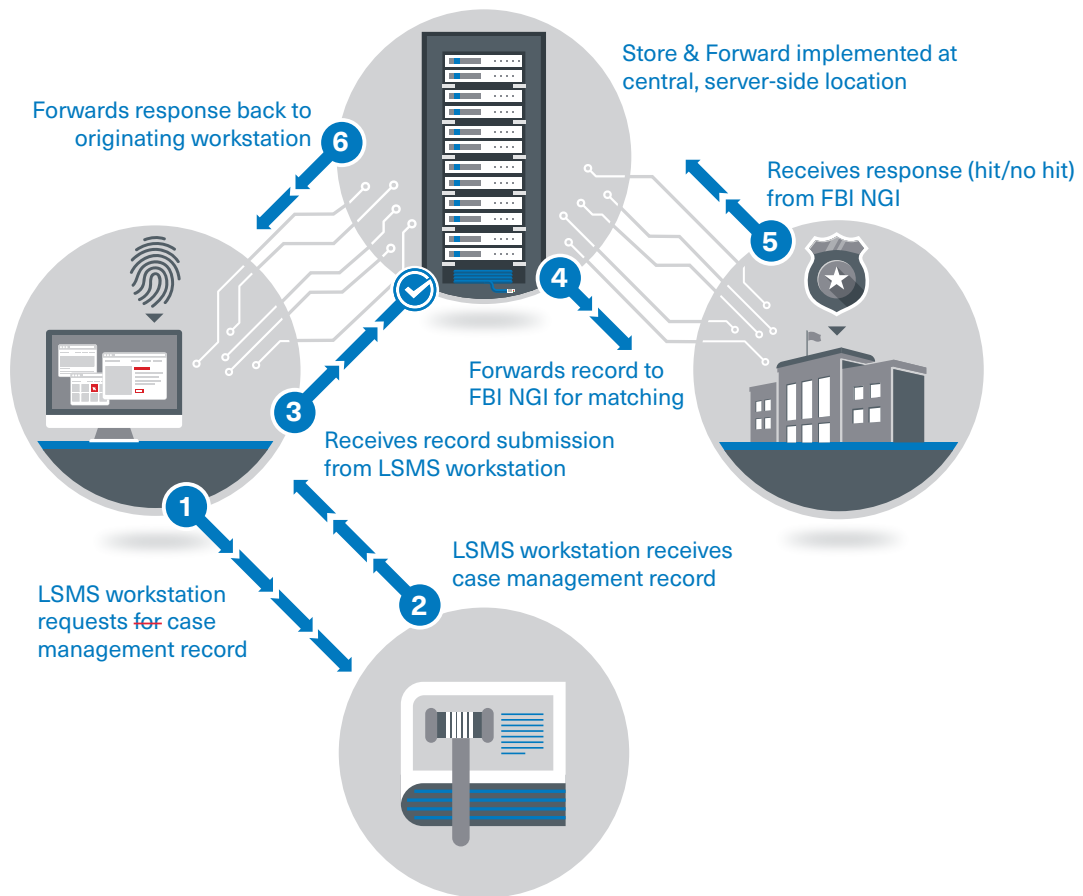 Store & Forward implemented at
central, server-side location
Forwards response back to
originating workstation
6
Receives response (hit/no hit)
from FBI NGI
5
4
Forwards record to
FBI NGI for matching
3
Receives record submission
from LSMS workstation
1
LSMS workstation
requests for case
management record
LSMS workstation receives
case management record
2